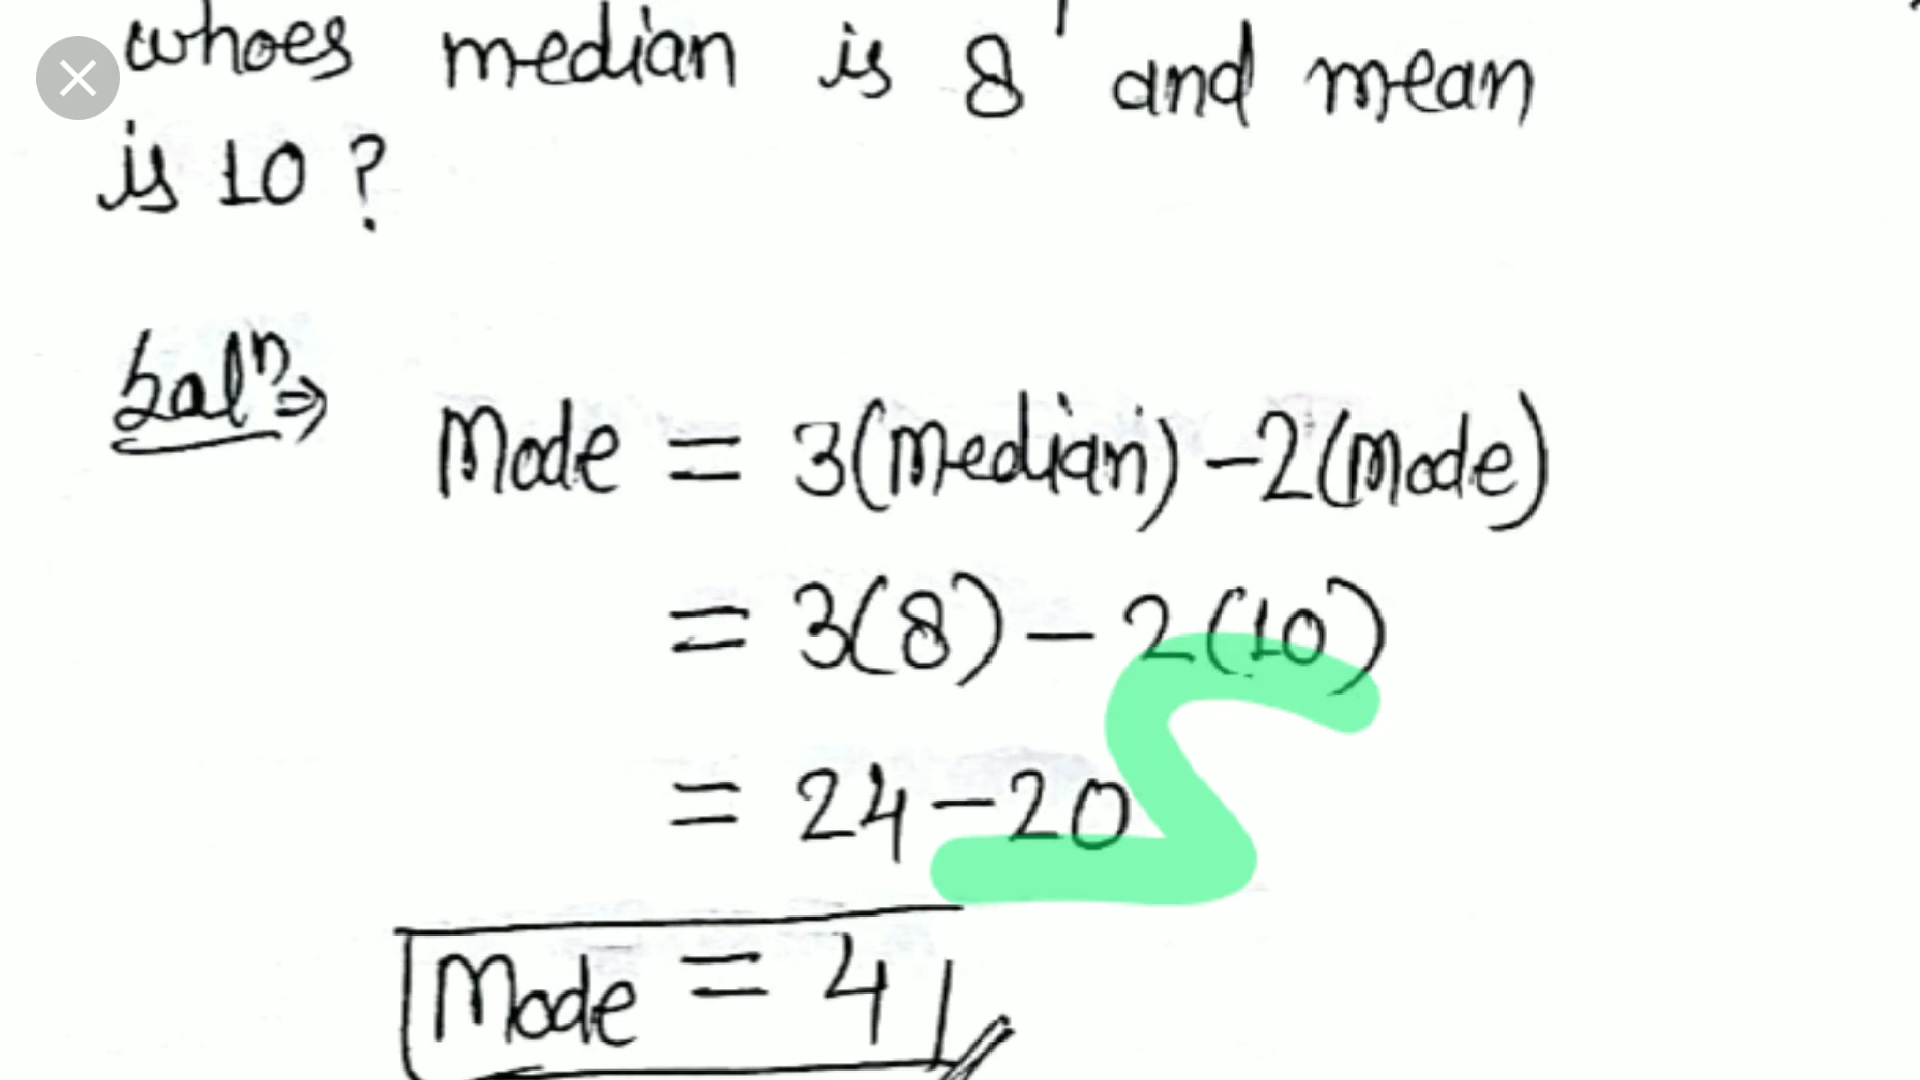 whoes median is 8 and mean
is 10 ?
Solⁿ ⇒ Mode = 3(Median) - 2(Mode)
= 3(8) - 2(10)
= 24 - 20
Mode = 4